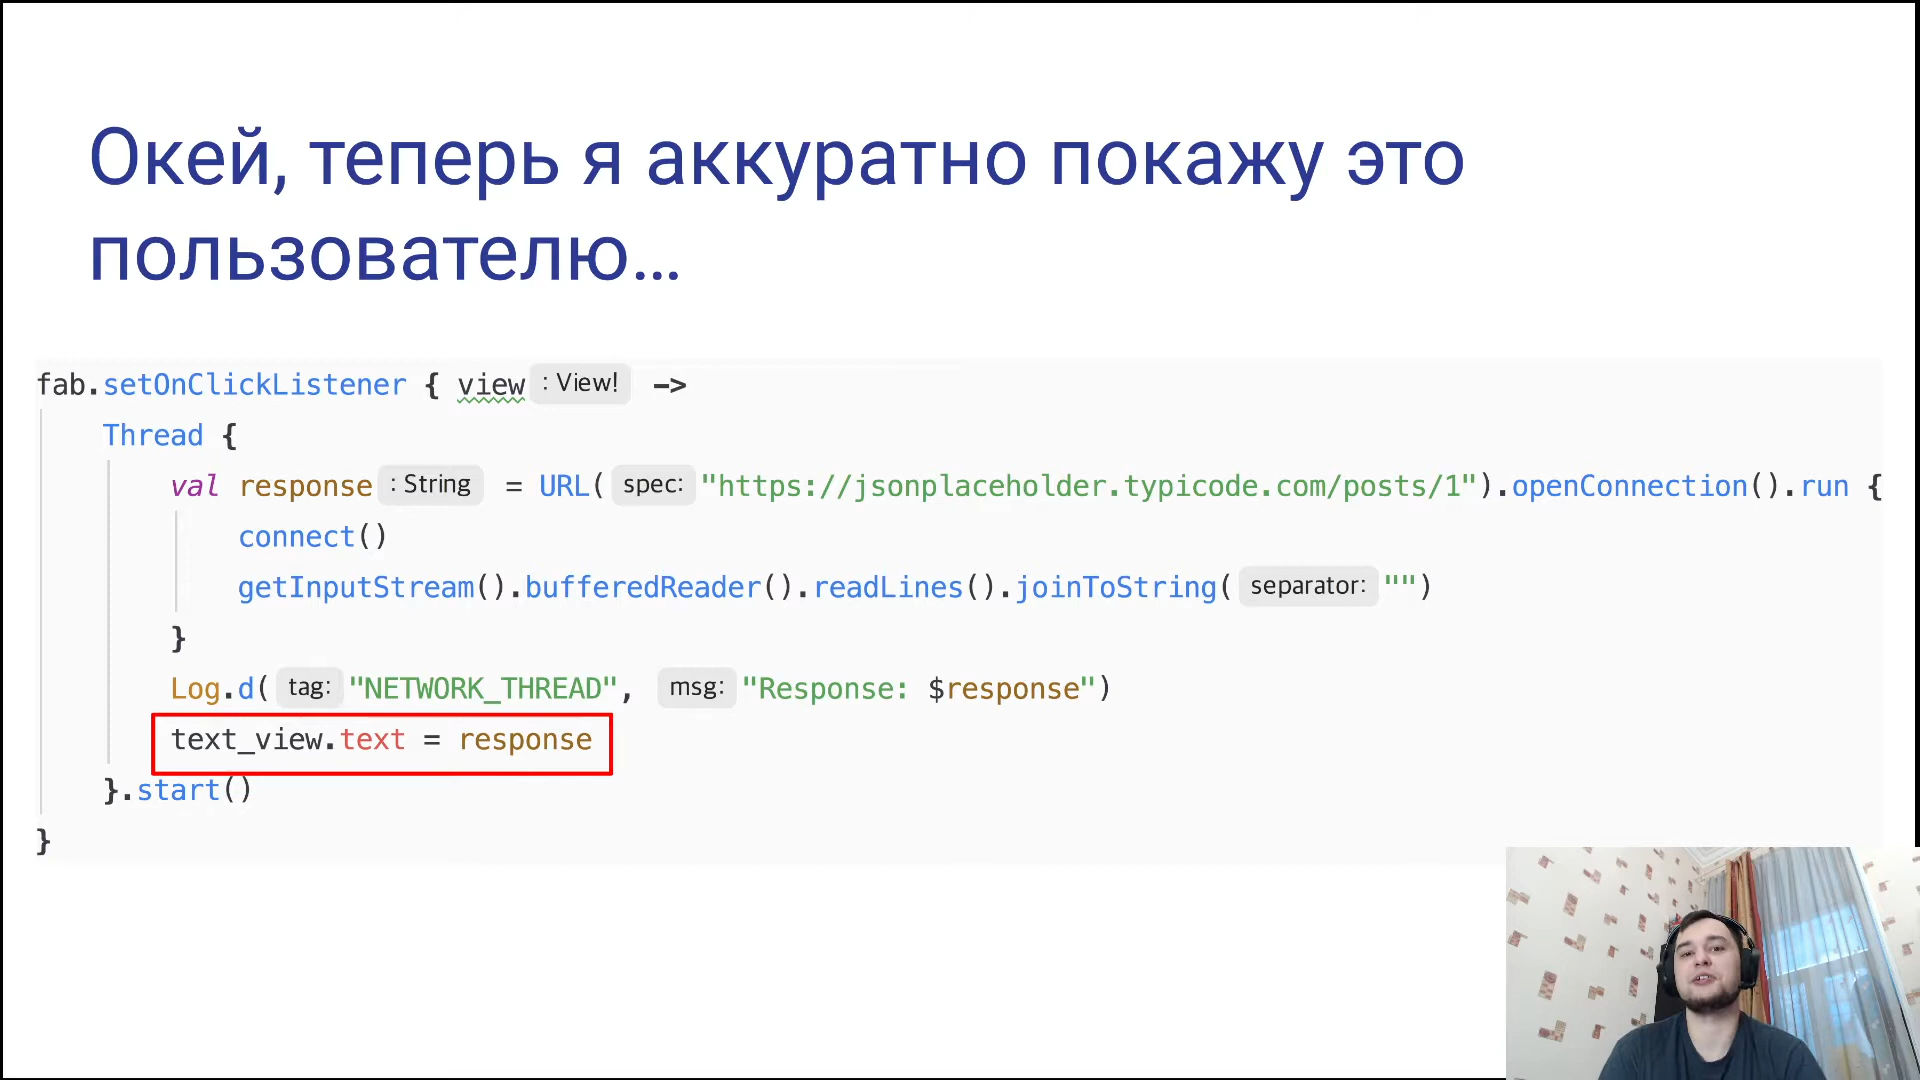 Окей, теперь я аккуратно покажу это
пользователю...
fab.setOnClickListener { view : View! ->
Thread {
val response : String = URL( spec: "https://jsonplaceholder.typicode.com/posts/1").openConnection().run {
connect()
getInputStream().bufferedReader().readLines().joinToString( separator: "")
}
Log.d( tag: "NETWORK_THREAD", msg: "Response: $response")
text_view.text = response
}.start()
}